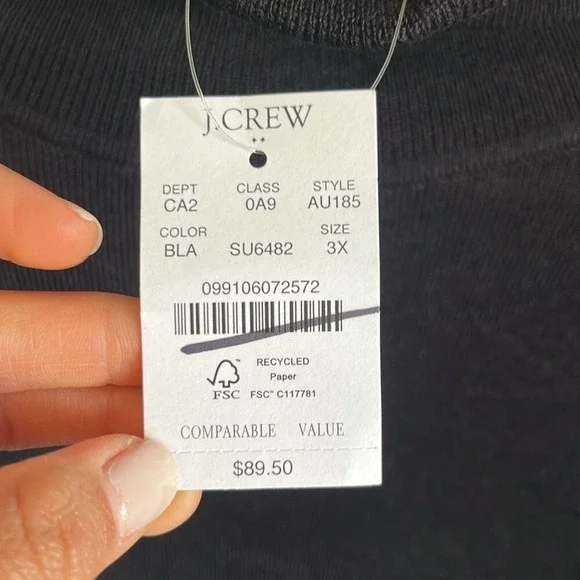 J.CREW
DEPT CLASS STYLE
CA2 0A9 AU185
COLOR SIZE
BLA SU6482 3X
099106072572
RECYCLED
Paper
FSC™ FSC® C117781
COMPARABLE VALUE
$89.50